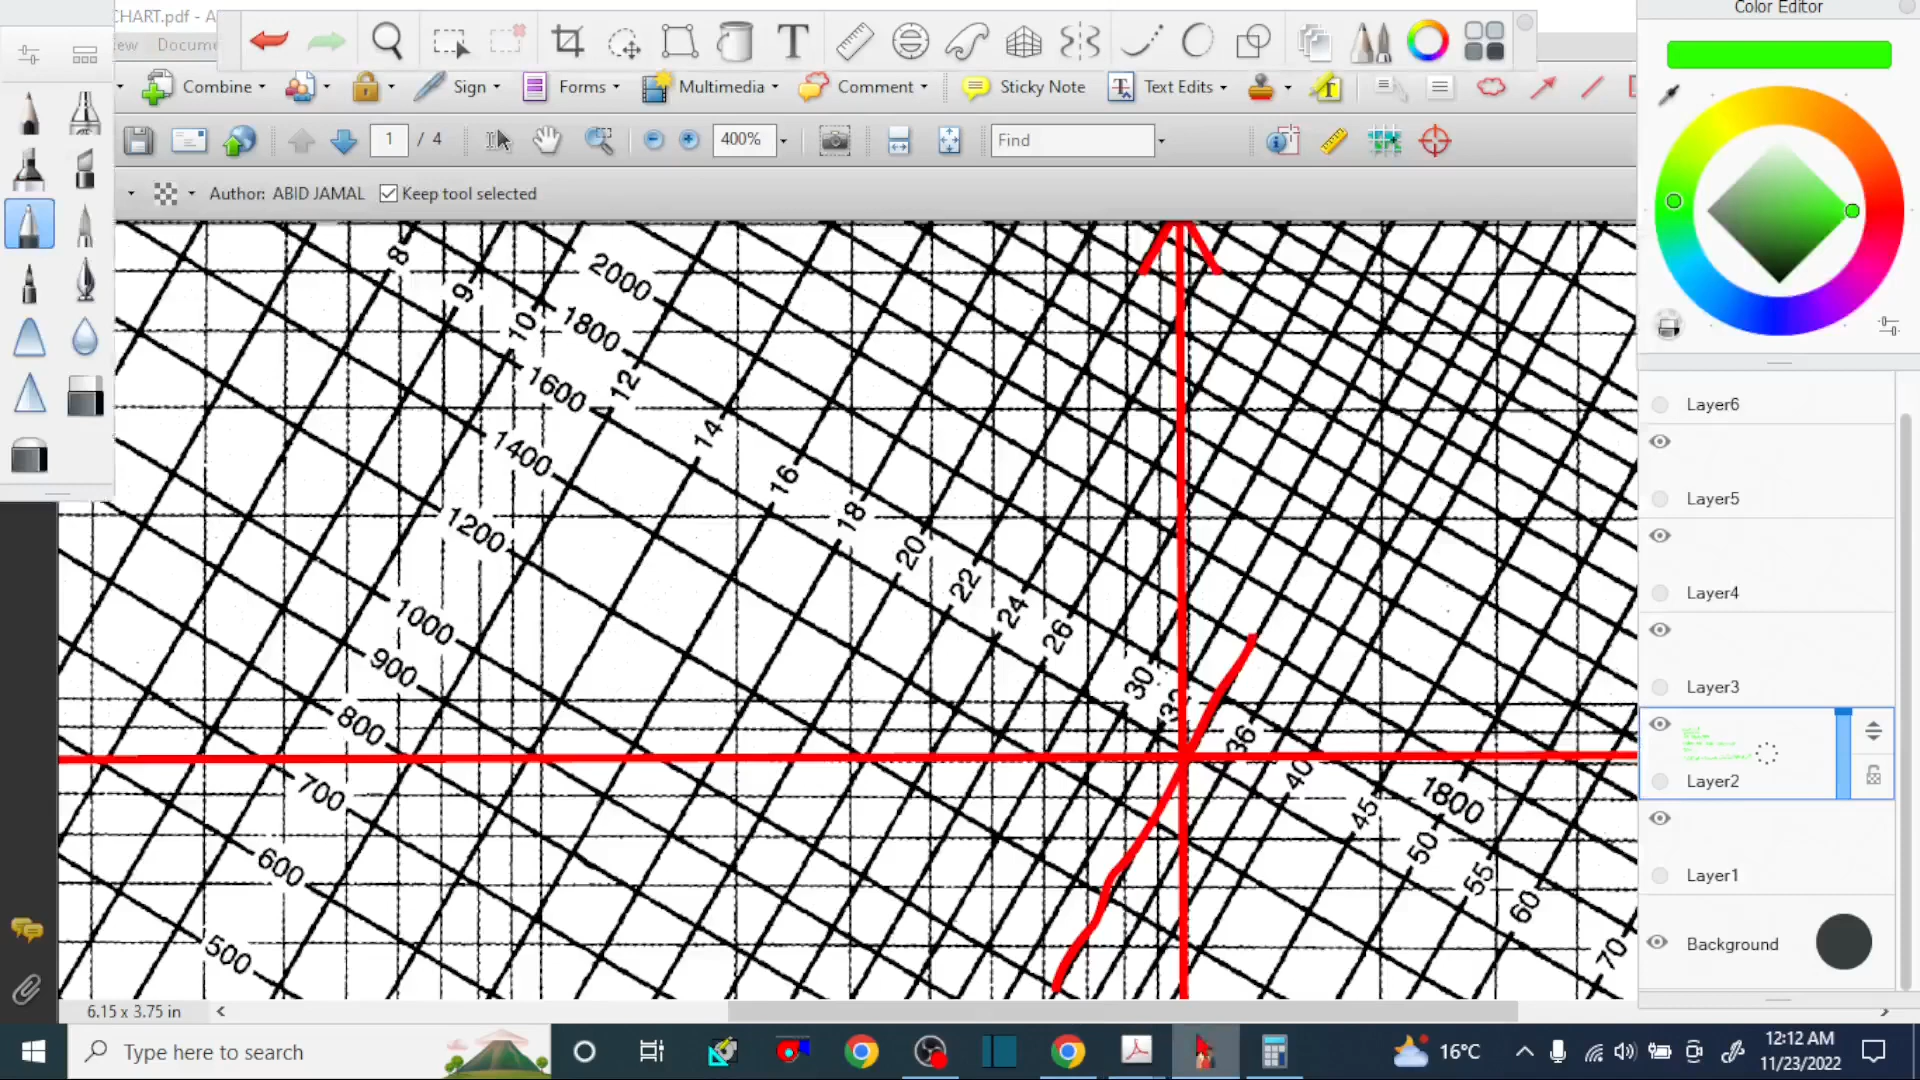 CHART.pdf - A
Color Editor
ew Docume
Combine
Sign
Forms
Multimedia
Comment
Sticky Note
Text Edits
T
1 / 4
400%
Find
Author: ABID JAMAL
Keep tool selected
8
9
10
12
14
16
18
20
22
24
26
30
32
36
40
45
50
55
60
70
2000
1800
1600
1400
1200
1000
900
800
700
600
500
1800
Layer6
Layer5
Layer4
Layer3
Layer2
Layer1
Background
6.15 x 3.75 in
Type here to search
16°C
12:12 AM
11/23/2022